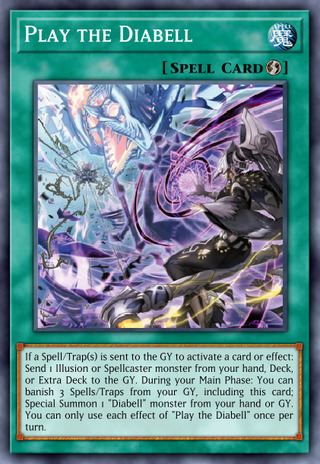 PLAY THE DIABELL
魔
[SPELL CARD]
If a Spell/Trap(s) is sent to the GY to activate a card or effect:
Send 1 Illusion or Spellcaster monster from your hand, Deck,
or Extra Deck to the GY. During your Main Phase: You can
banish 3 Spells/Traps from your GY, including this card;
Special Summon 1 "Diabell" monster from your hand or GY.
You can only use each effect of "Play the Diabell" once per
turn.